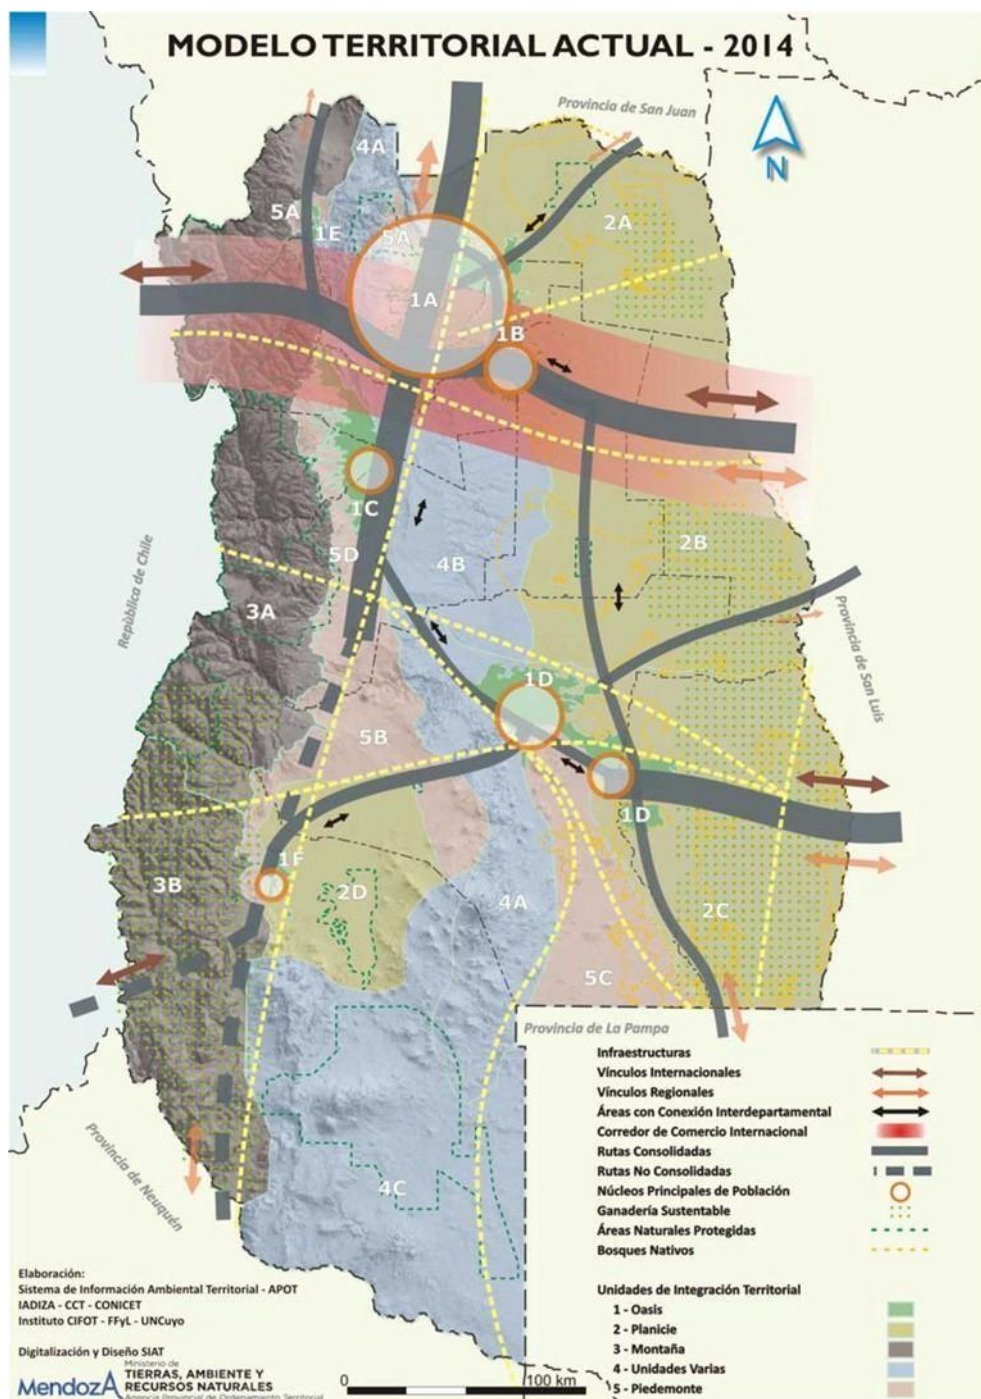 MODELO TERRITORIAL ACTUAL - 2014
Provincia de San Juan
N
4A
5A
1E
5A
2A
1A
1B
1C
5D
4B
2B
República de Chile
3A
Provincia de San Luis
1D
5B
1D
1F
3B
2D
4A
2C
5C
Provincia de La Pampa
4C
Provincia de Neuquén
Infraestructuras
Vínculos Internacionales
Vínculos Regionales
Áreas con Conexión Interdepartamental
Corredor de Comercio Internacional
Rutas Consolidadas
Rutas No Consolidadas
Núcleos Principales de Población
Ganadería Sustentable
Áreas Naturales Protegidas
Bosques Nativos
Unidades de Integración Territorial
1 - Oasis
2 - Planicie
3 - Montaña
4 - Unidades Varias
5 - Piedemonte
Elaboración:
Sistema de Información Ambiental Territorial - APOT
IADIZA - CCT - CONICET
Instituto CIFOT - FFyL - UNCuyo
Digitalización y Diseño SIAT
MendozA
Ministerio de
TIERRAS, AMBIENTE Y
RECURSOS NATURALES
Agencia Provincial de Ordenamiento Territorial
0 100 km